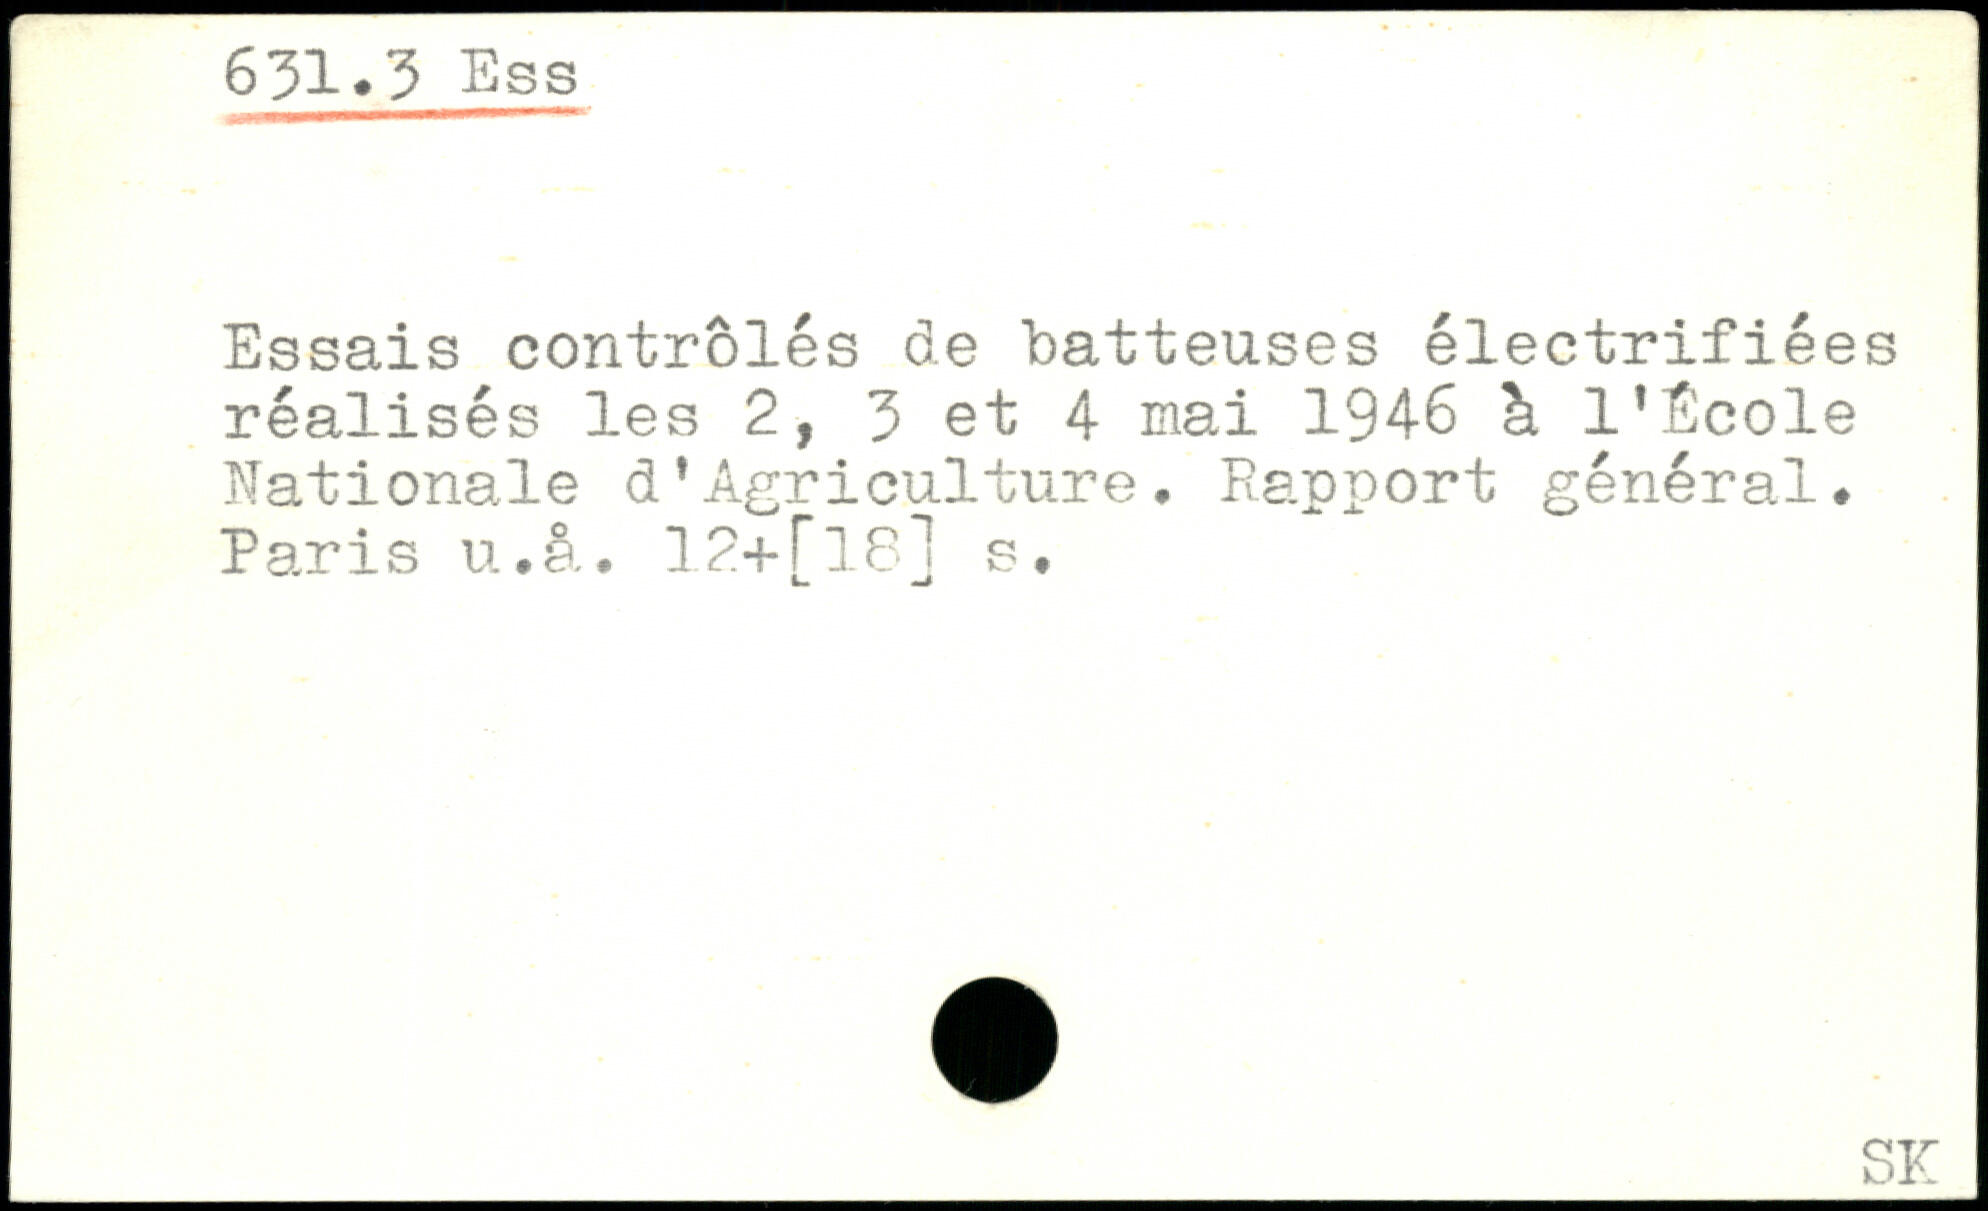 631.3 Ess
Essais contrôlés de batteuses électrifiées
réalisés les 2, 3 et 4 mai 1946 à l'École
Nationale d'Agriculture. Rapport général.
Paris u.å. 12+[18] s.
SK